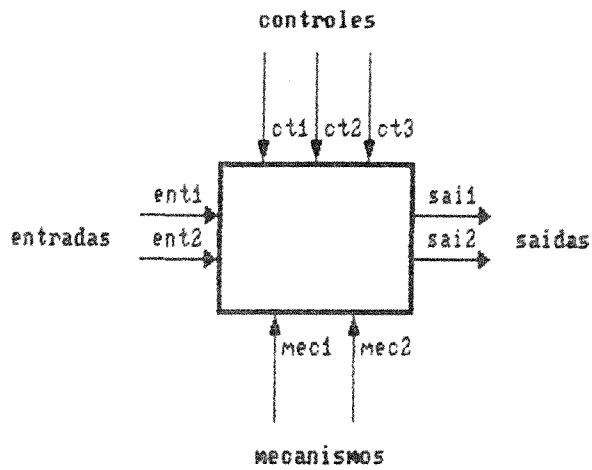 controles
ct1 ct2 ct3
ent1 sai1
entradas ent2 sai2 saidas
mec1 mec2
mecanismos